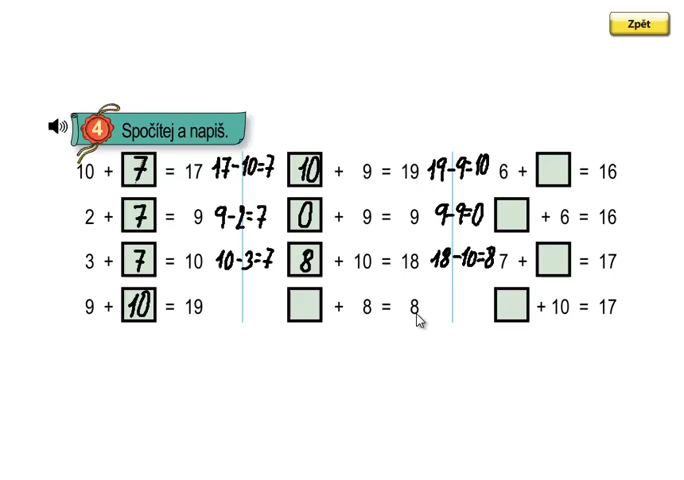 Zpět
4 Spočítej a napiš.
10 + 7 = 17 17-10=7 10 + 9 = 19 19-9=10 6 + = 16
2 + 7 = 9 9-2=7 0 + 9 = 9 9-9=0 + 6 = 16
3 + 7 = 10 10-3=7 8 + 10 = 18 18-10=8 7 + = 17
9 + 10 = 19 + 8 = 8 + 10 = 17